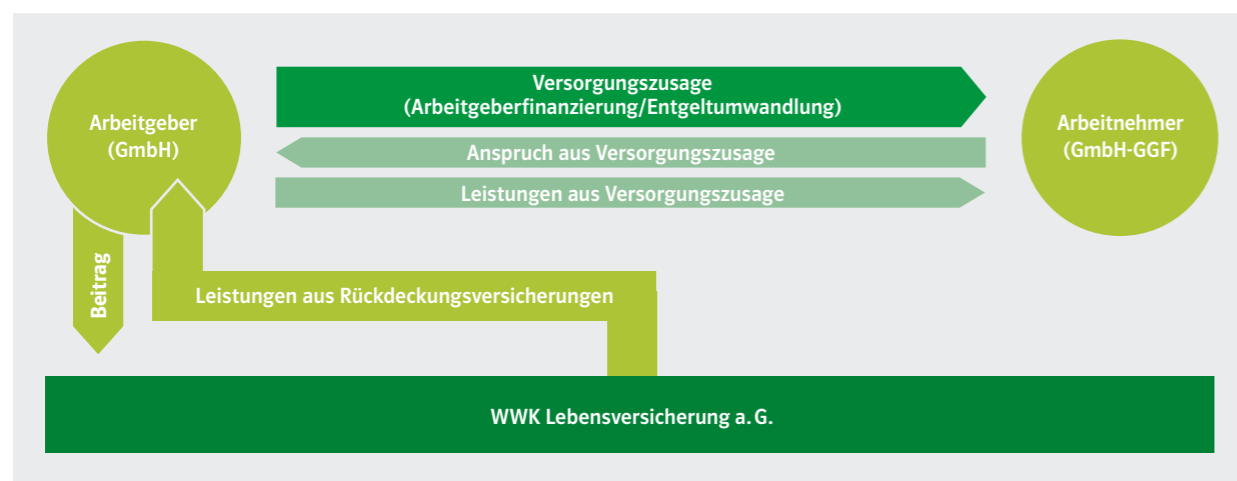 Versorgungszusage
(Arbeitgeberfinanzierung/Entgeltumwandlung)
Arbeitgeber
(GmbH)
Arbeitnehmer
(GmbH-GGF)
Anspruch aus Versorgungszusage
Leistungen aus Versorgungszusage
Beitrag
Leistungen aus Rückdeckungsversicherungen
WWK Lebensversicherung a. G.